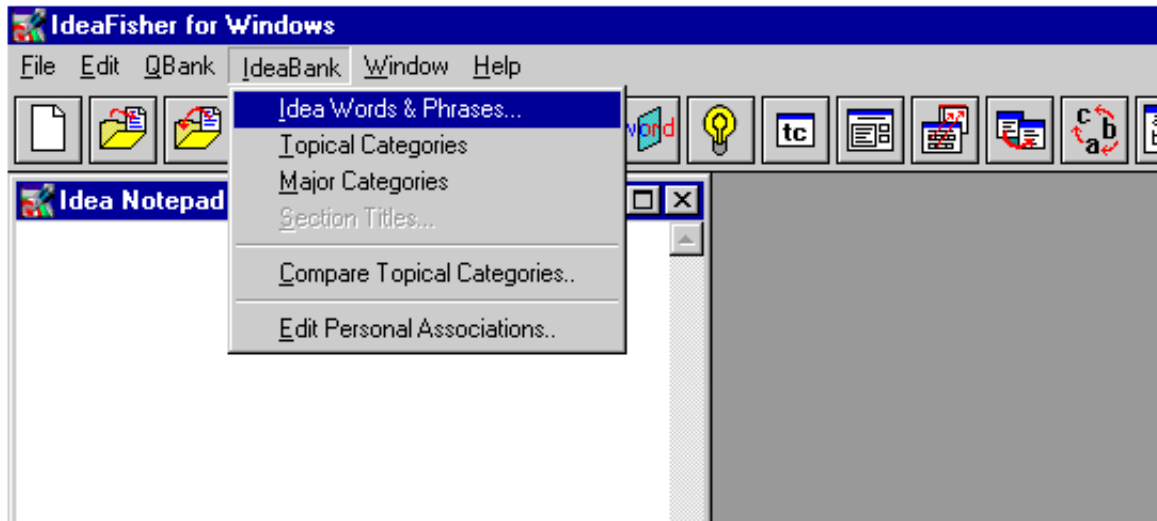 IdeaFisher for Windows
File Edit QBank IdeaBank Window Help
Idea Words & Phrases...
word
tc
c b a
Topical Categories
Major Categories
Idea Notepad
Section Titles...
Compare Topical Categories..
Edit Personal Associations..